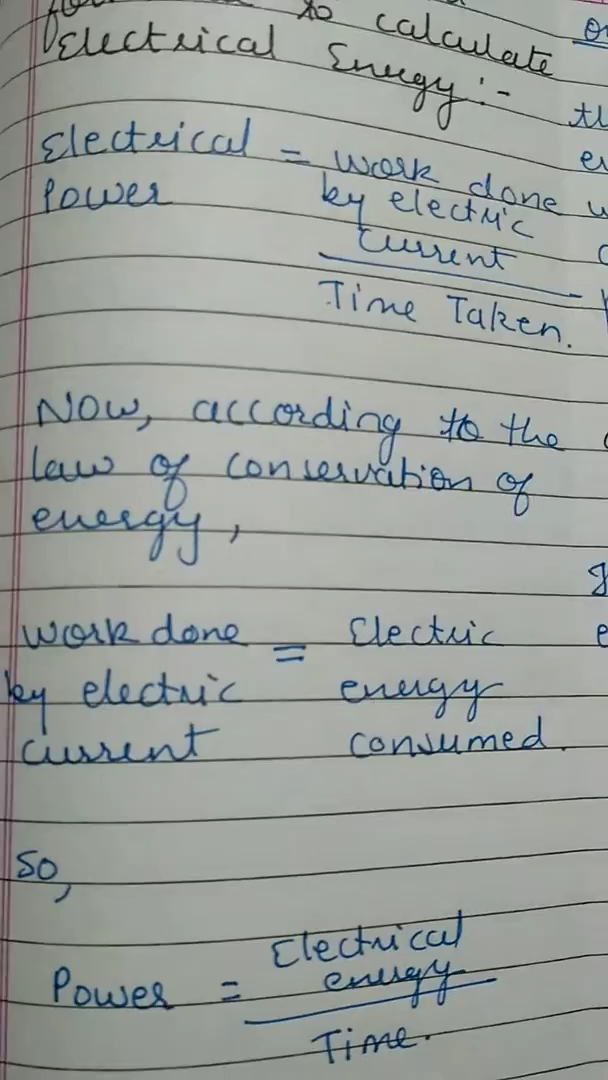 to calculate
Electrical Energy :-
Electrical = work done
Power by electric
current
Time Taken.
Now, according to the
law of conservation of
energy,
work done = Electric
by electric energy
current consumed.
So,
Power = Electrical
energy
Time.